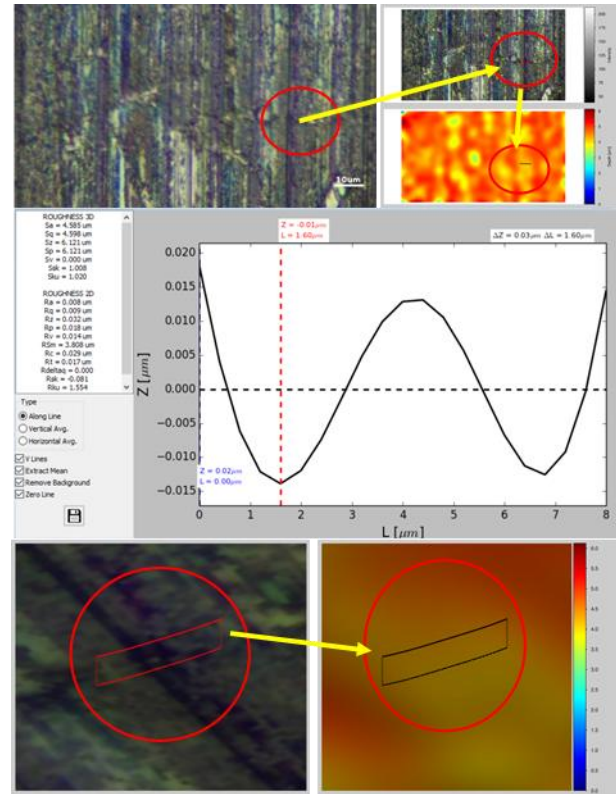 10um
Depth [μm]
ROUGHNESS 3D
Sa = 4.585 um
Sq = 4.598 um
Sz = 6.121 um
Sp = 6.121 um
Sv = 0.000 um
Ssk = 1.008
Sku = 1.020
ROUGHNESS 2D
Ra = 0.008 um
Rq = 0.009 um
Rz = 0.032 um
Rp = 0.018 um
Rv = 0.014 um
RSm = 3.808 um
Rc = 0.029 um
Rt = 0.017 um
Rdeltaq = 0.000
Rsk = -0.081
Rku = 1.554
Type
Along Line
Vertical Avg.
Horizontal Avg.
V Lines
Extract Mean
Remove Background
Zero Line
Z = -0.01μm
L = 1.60μm
ΔZ = 0.03μm ΔL = 1.60μm
0.020
0.015
0.010
0.005
0.000
−0.005
−0.010
−0.015
Z [μm]
Z = 0.02μm
L = 0.00μm
0 1 2 3 4 5 6 7 8
L [μm]
6.0
5.5
5.0
4.5
4.0
3.5
3.0
2.5
2.0
1.5
1.0
0.5
0.0